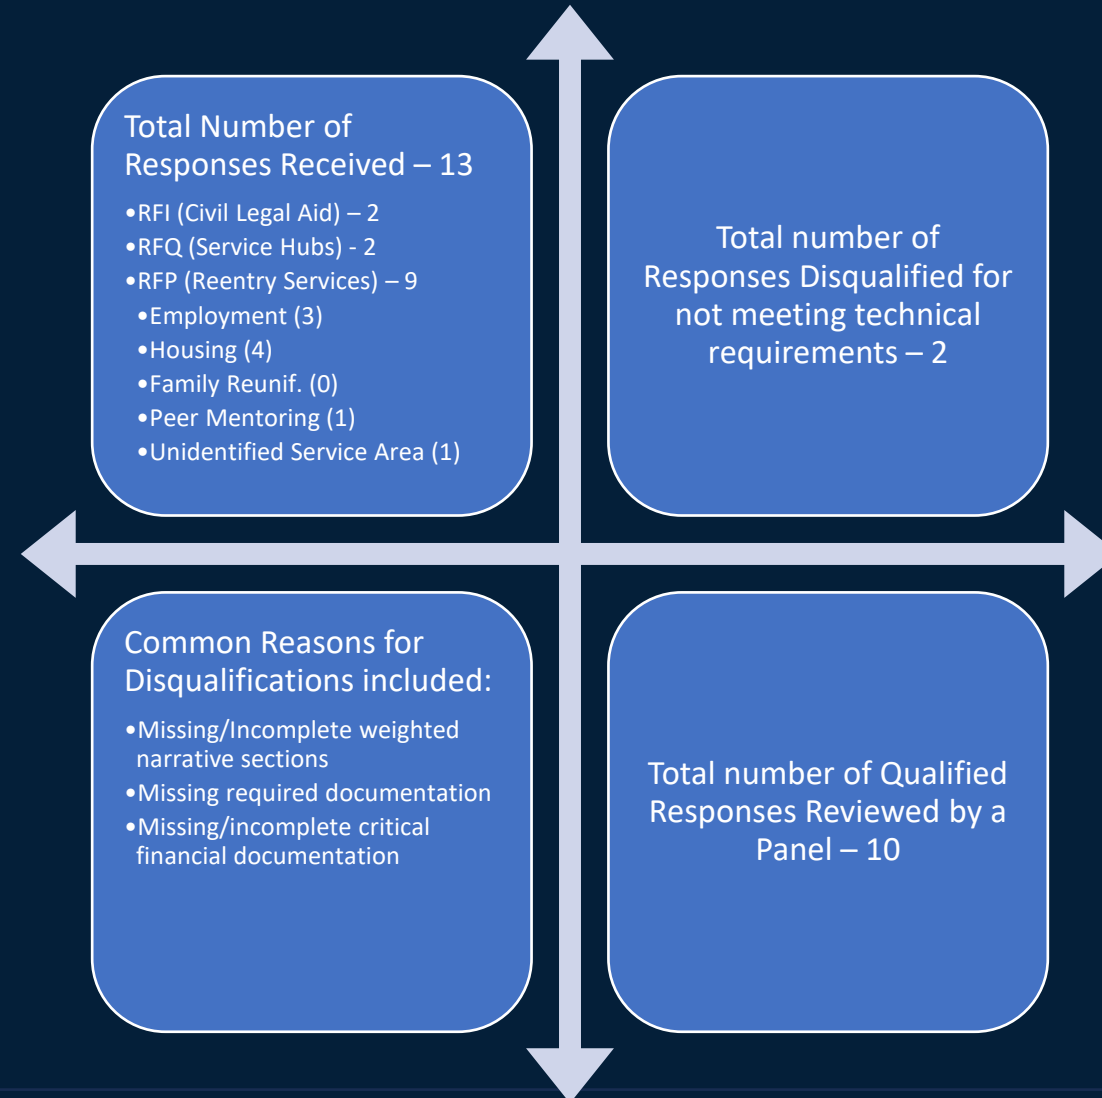 Total Number of
Responses Received – 13
•RFI (Civil Legal Aid) – 2
•RFQ (Service Hubs) - 2
•RFP (Reentry Services) – 9
•Employment (3)
•Housing (4)
•Family Reunif. (0)
•Peer Mentoring (1)
•Unidentified Service Area (1)
Total number of
Responses Disqualified for
not meeting technical
requirements – 2
Common Reasons for
Disqualifications included:
•Missing/Incomplete weighted
narrative sections
•Missing required documentation
•Missing/incomplete critical
financial documentation
Total number of Qualified
Responses Reviewed by a
Panel – 10